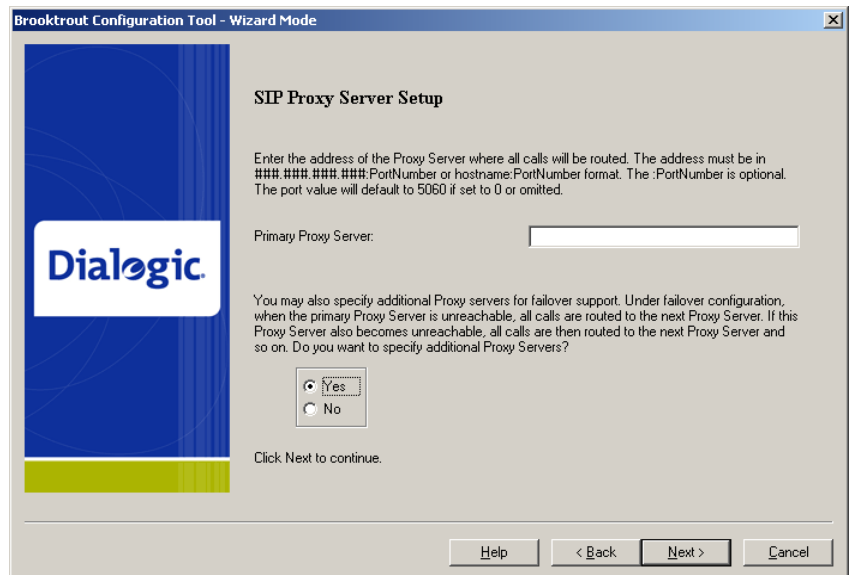 Brooktrout Configuration Tool - Wizard Mode
SIP Proxy Server Setup
Enter the address of the Proxy Server where all calls will be routed. The address must be in
###.###.###.###:PortNumber or hostname:PortNumber format. The :PortNumber is optional.
The port value will default to 5060 if set to 0 or omitted.
Primary Proxy Server:
Dialogic.
You may also specify additional Proxy servers for failover support. Under failover configuration,
when the primary Proxy Server is unreachable, all calls are routed to the next Proxy Server. If this
Proxy Server also becomes unreachable, all calls are then routed to the next Proxy Server and
so on. Do you want to specify additional Proxy Servers?
Yes
No
Click Next to continue.
Help
< Back
Next >
Cancel